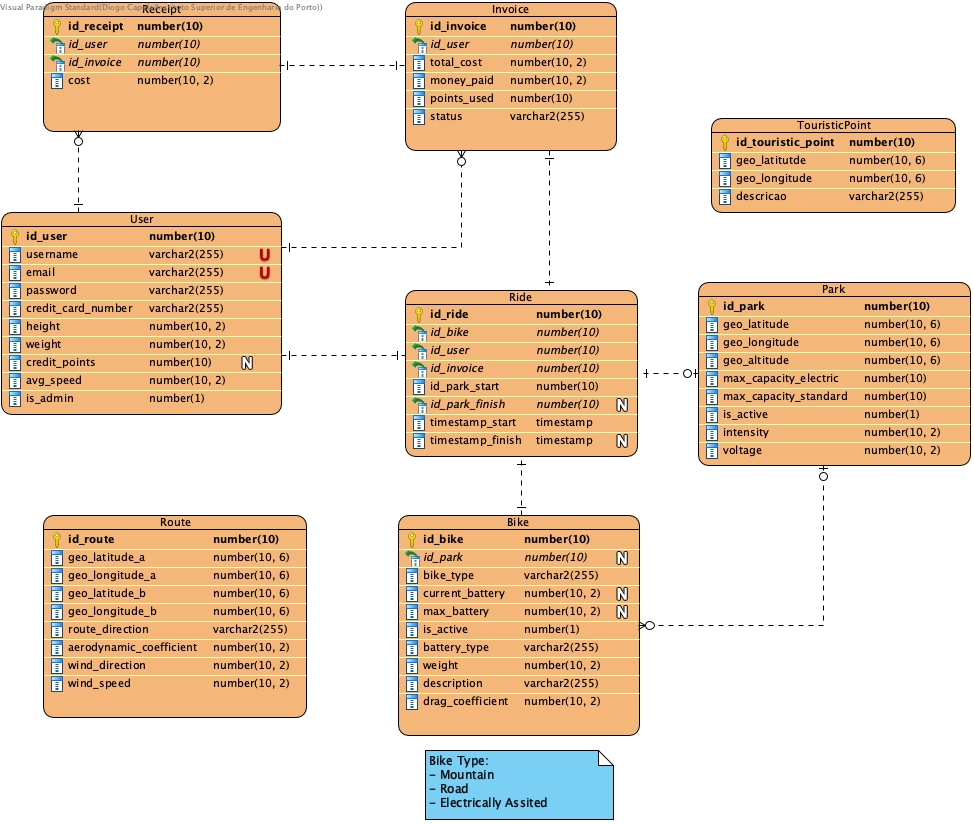 Visual Paradigm Standard(Diogo Cap
to Superior de Engenharia do Porto))
Receipt
id_receipt number(10)
id_user number(10)
id_invoice number(10)
cost number(10, 2)
Invoice
id_invoice number(10)
id_user number(10)
total_cost number(10, 2)
money_paid number(10, 2)
points_used number(10)
status varchar2(255)
TouristicPoint
id_touristic_point number(10)
geo_latitutde number(10, 6)
geo_longitude number(10, 6)
descricao varchar2(255)
User
id_user number(10)
username varchar2(255) U
email varchar2(255) U
password varchar2(255)
credit_card_number varchar2(255)
height number(10, 2)
weight number(10, 2)
credit_points number(10) N
avg_speed number(10, 2)
is_admin number(1)
Ride
id_ride number(10)
id_bike number(10)
id_user number(10)
id_invoice number(10)
id_park_start number(10)
id_park_finish number(10) N
timestamp_start timestamp
timestamp_finish timestamp N
Park
id_park number(10)
geo_latitude number(10, 6)
geo_longitude number(10, 6)
geo_altitude number(10, 6)
max_capacity_electric number(10)
max_capacity_standard number(10)
is_active number(1)
intensity number(10, 2)
voltage number(10, 2)
Route
id_route number(10)
geo_latitude_a number(10, 6)
geo_longitude_a number(10, 6)
geo_latitude_b number(10, 6)
geo_longitude_b number(10, 6)
route_direction varchar2(255)
aerodynamic_coefficient number(10, 2)
wind_direction number(10, 2)
wind_speed number(10, 2)
Bike
id_bike number(10)
id_park number(10) N
bike_type varchar2(255)
current_battery number(10, 2) N
max_battery number(10, 2) N
is_active number(1)
battery_type varchar2(255)
weight number(10, 2)
description varchar2(255)
drag_coefficient number(10, 2)
Bike Type:
- Mountain
- Road
- Electrically Assited